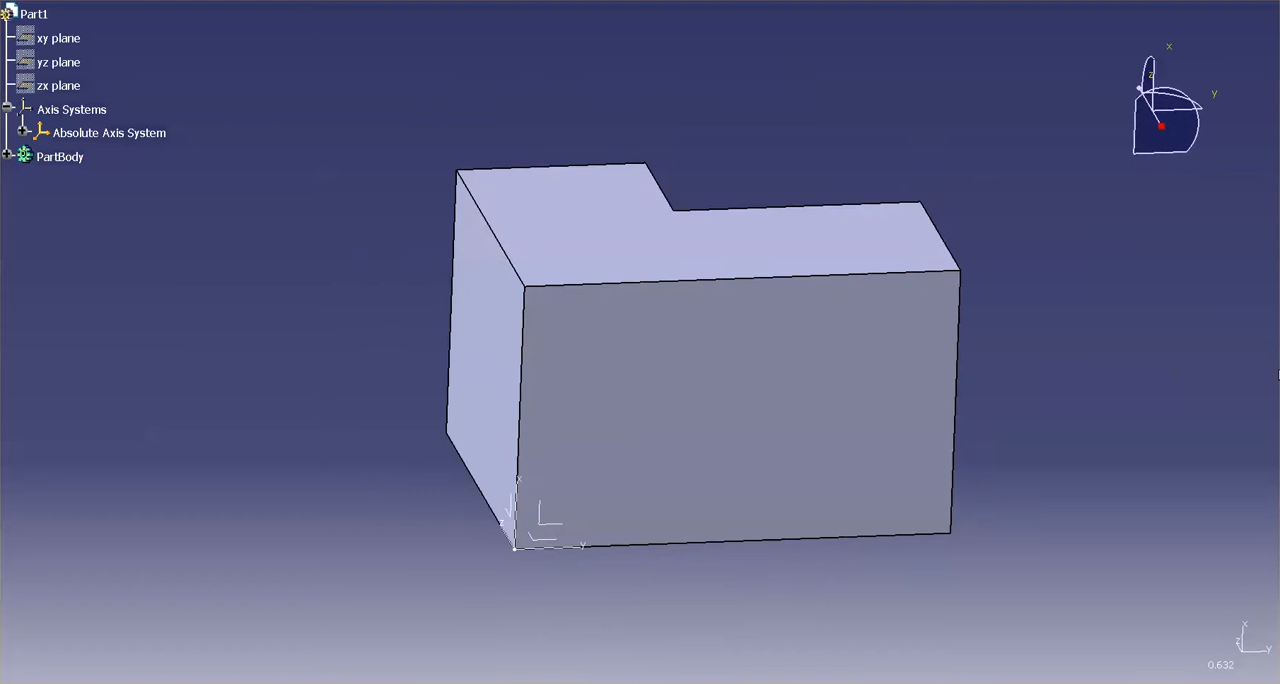 Part1
xy plane
yz plane
zx plane
Axis Systems
Absolute Axis System
PartBody
x
z
y
x
z
y
x
z
y
0.632